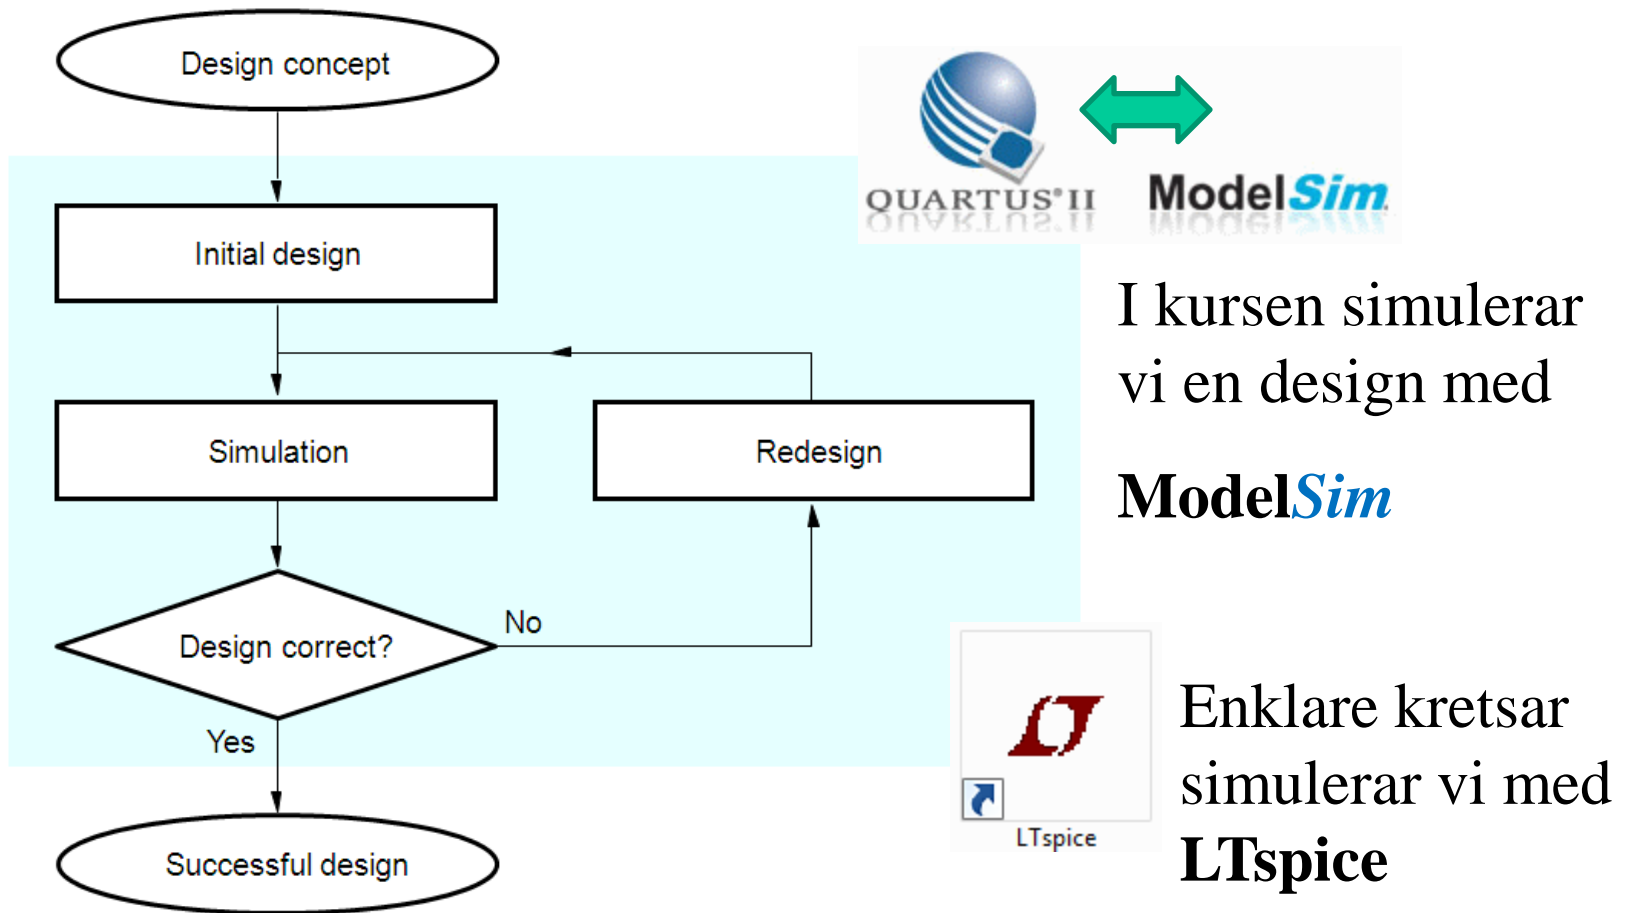 Design concept
Initial design
Simulation
Redesign
Design correct?
No
Yes
Successful design
QUARTUS® II
ModelSim
I kursen simulerar
vi en design med
ModelSim
LTspice
Enklare kretsar
simulerar vi med
LTspice